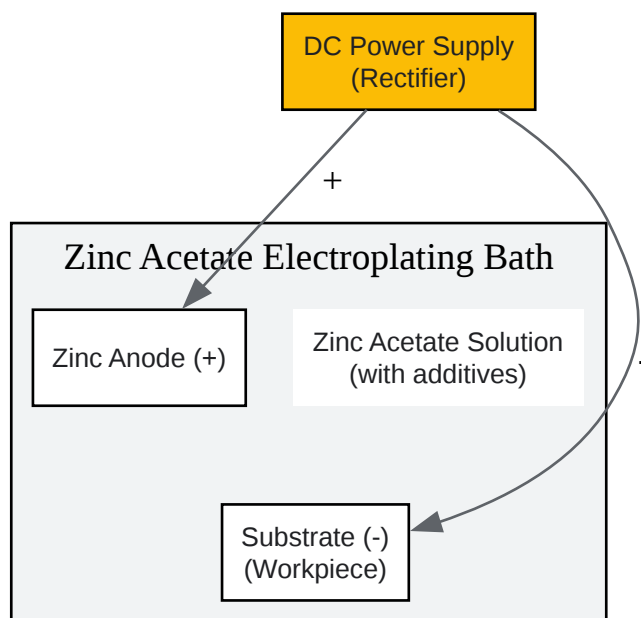 DC Power Supply
(Rectifier)
+
Zinc Acetate Electroplating Bath
Zinc Anode (+)
Zinc Acetate Solution
(with additives)
-
Substrate (-)
(Workpiece)